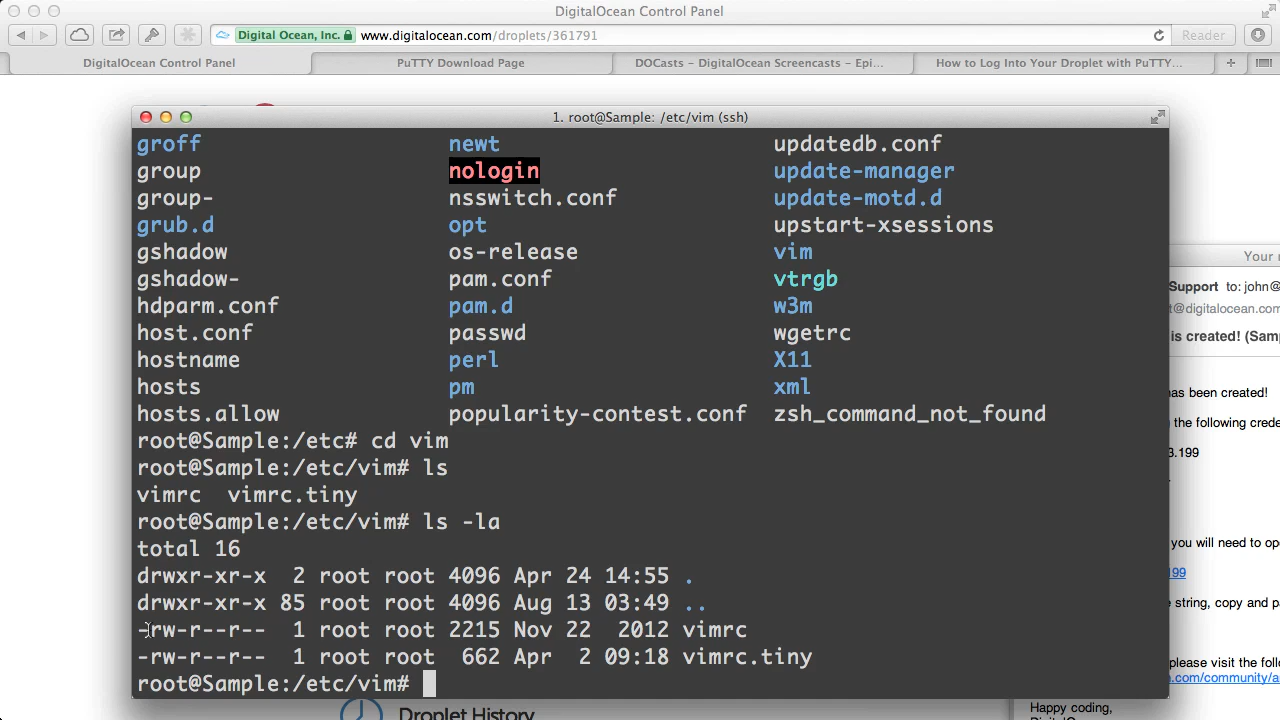 DigitalOcean Control Panel
Digital Ocean, Inc. www.digitalocean.com/droplets/361791 Reader
DigitalOcean Control Panel PuTTY Download Page DOCasts – DigitalOcean Screencasts – Epi... How to Log Into Your Droplet with PuTTY... +
1. root@Sample: /etc/vim (ssh)
groff newt updatedb.conf
group nologin update-manager
group- nsswitch.conf update-motd.d
grub.d opt upstart-xsessions
gshadow os-release vim
gshadow- pam.conf vtrgb
hdparm.conf pam.d w3m
host.conf passwd wgetrc
hostname perl X11
hosts pm xml
hosts.allow popularity-contest.conf zsh_command_not_found
root@Sample:/etc# cd vim
root@Sample:/etc/vim# ls
vimrc vimrc.tiny
root@Sample:/etc/vim# ls -la
total 16
drwxr-xr-x 2 root root 4096 Apr 24 14:55 .
drwxr-xr-x 85 root root 4096 Aug 13 03:49 ..
-rw-r--r-- 1 root root 2215 Nov 22 2012 vimrc
-rw-r--r-- 1 root root 662 Apr 2 09:18 vimrc.tiny
root@Sample:/etc/vim#
Your
Support to: john@
@digitalocean.com
is created! (Sam
has been created!
the following crede
3.199
you will need to op
199
e string, copy and p
please visit the foll
.com/community/a
Happy coding,
Droplet History